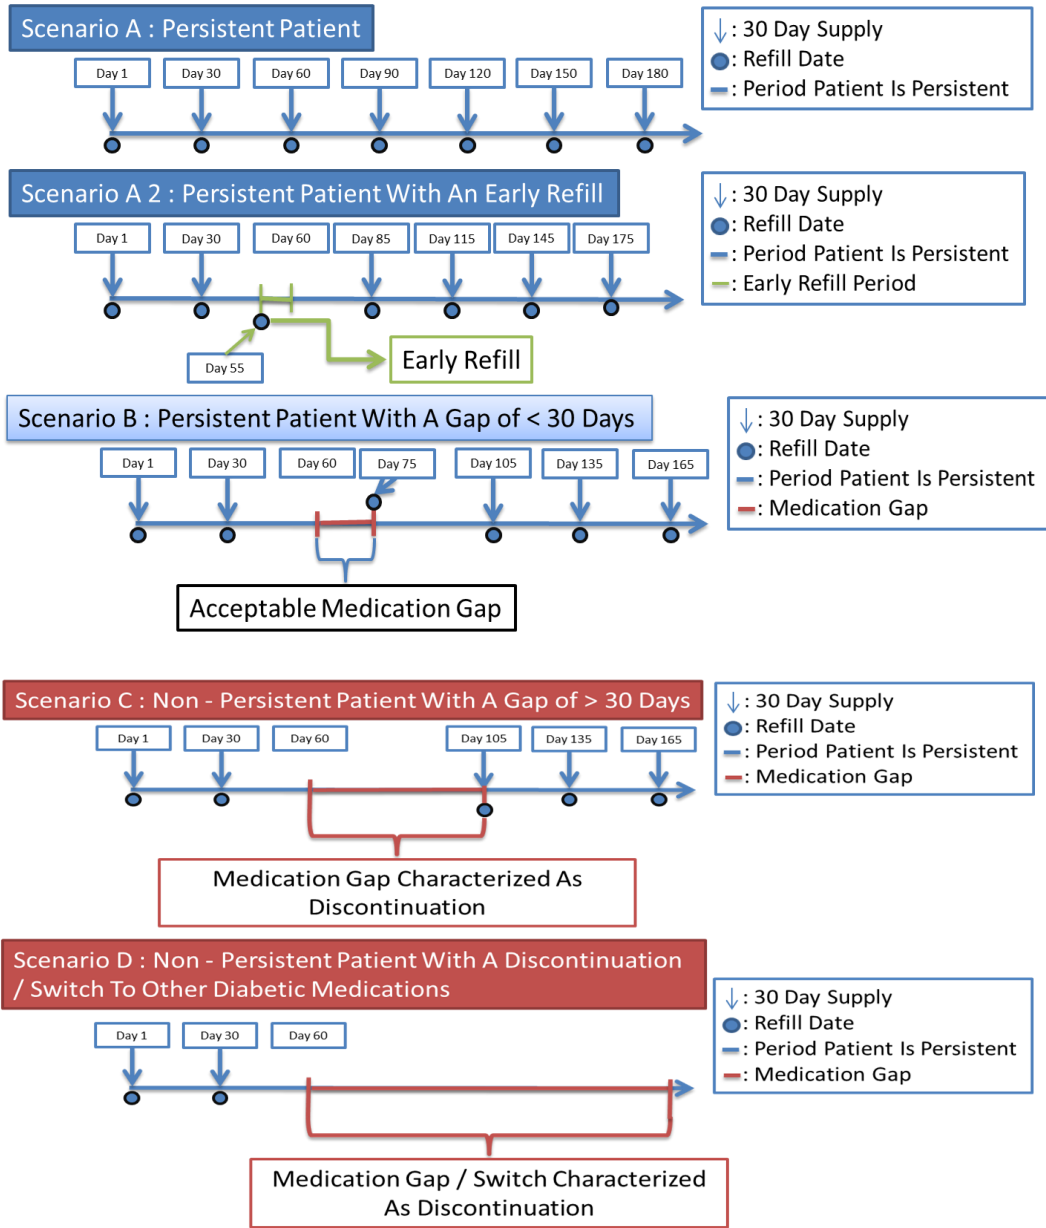 Scenario A : Persistent Patient
Day 1
Day 30
Day 60
Day 90
Day 120
Day 150
Day 180
: 30 Day Supply
: Refill Date
: Period Patient Is Persistent
Scenario A 2 : Persistent Patient With An Early Refill
Day 1
Day 30
Day 60
Day 85
Day 115
Day 145
Day 175
Day 55
Early Refill
: 30 Day Supply
: Refill Date
: Period Patient Is Persistent
: Early Refill Period
Scenario B : Persistent Patient With A Gap of < 30 Days
Day 1
Day 30
Day 60
Day 75
Day 105
Day 135
Day 165
Acceptable Medication Gap
: 30 Day Supply
: Refill Date
: Period Patient Is Persistent
: Medication Gap
Scenario C : Non - Persistent Patient With A Gap of > 30 Days
Day 1
Day 30
Day 60
Day 105
Day 135
Day 165
Medication Gap Characterized As
Discontinuation
: 30 Day Supply
: Refill Date
: Period Patient Is Persistent
: Medication Gap
Scenario D : Non - Persistent Patient With A Discontinuation
/ Switch To Other Diabetic Medications
Day 1
Day 30
Day 60
Medication Gap / Switch Characterized
As Discontinuation
: 30 Day Supply
: Refill Date
: Period Patient Is Persistent
: Medication Gap